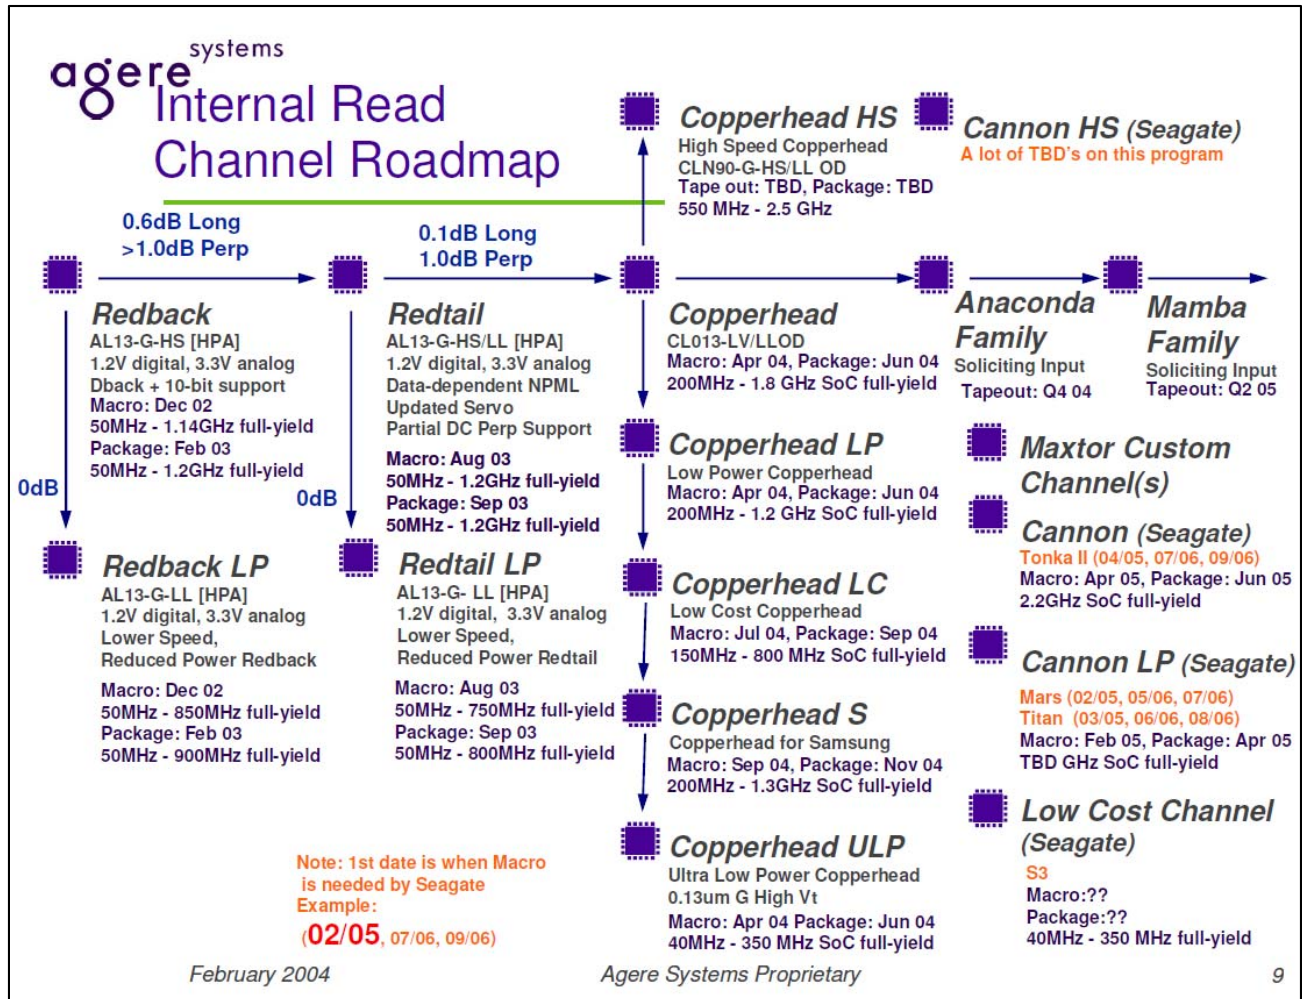 agere systems
Internal Read
Channel Roadmap
0.6dB Long
>1.0dB Perp
0.1dB Long
1.0dB Perp
Copperhead HS
High Speed Copperhead
CLN90-G-HS/LL OD
Tape out: TBD, Package: TBD
550 MHz - 2.5 GHz
Cannon HS (Seagate)
A lot of TBD's on this program
Redback
AL13-G-HS [HPA]
1.2V digital, 3.3V analog
Dback + 10-bit support
Macro: Dec 02
50MHz - 1.14GHz full-yield
Package: Feb 03
50MHz - 1.2GHz full-yield
0dB
Redback LP
AL13-G-LL [HPA]
1.2V digital, 3.3V analog
Lower Speed,
Reduced Power Redback
Macro: Dec 02
50MHz - 850MHz full-yield
Package: Feb 03
50MHz - 900MHz full-yield
Redtail
AL13-G-HS/LL [HPA]
1.2V digital, 3.3V analog
Data-dependent NPML
Updated Servo
Partial DC Perp Support
Macro: Aug 03
50MHz - 1.2GHz full-yield
Package: Sep 03
50MHz - 1.2GHz full-yield
0dB
Redtail LP
AL13-G- LL [HPA]
1.2V digital, 3.3V analog
Lower Speed,
Reduced Power Redtail
Macro: Aug 03
50MHz - 750MHz full-yield
Package: Sep 03
50MHz - 800MHz full-yield
Copperhead
CL013-LV/LLOD
Macro: Apr 04, Package: Jun 04
200MHz - 1.8 GHz SoC full-yield
Copperhead LP
Low Power Copperhead
Macro: Apr 04, Package: Jun 04
200MHz - 1.2 GHz SoC full-yield
Copperhead LC
Low Cost Copperhead
Macro: Jul 04, Package: Sep 04
150MHz - 800 MHz SoC full-yield
Copperhead S
Copperhead for Samsung
Macro: Sep 04, Package: Nov 04
200MHz - 1.3GHz SoC full-yield
Copperhead ULP
Ultra Low Power Copperhead
0.13um G High Vt
Macro: Apr 04 Package: Jun 04
40MHz - 350 MHz SoC full-yield
Anaconda
Family
Soliciting Input
Tapeout: Q4 04
Mamba
Family
Soliciting Input
Tapeout: Q2 05
Maxtor Custom
Channel(s)
Cannon (Seagate)
Tonka II (04/05, 07/06, 09/06)
Macro: Apr 05, Package: Jun 05
2.2GHz SoC full-yield
Cannon LP (Seagate)
Mars (02/05, 05/06, 07/06)
Titan (03/05, 06/06, 08/06)
Macro: Feb 05, Package: Apr 05
TBD GHz SoC full-yield
Low Cost Channel
(Seagate)
S3
Macro:??
Package:??
40MHz - 350 MHz full-yield
Note: 1st date is when Macro
is needed by Seagate
Example:
(02/05, 07/06, 09/06)
February 2004
Agere Systems Proprietary
9